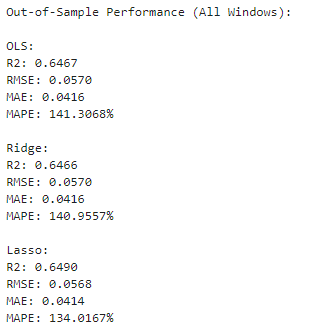 Out-of-Sample Performance (All Windows):
OLS:
R2: 0.6467
RMSE: 0.0570
MAE: 0.0416
MAPE: 141.3068%
Ridge:
R2: 0.6466
RMSE: 0.0570
MAE: 0.0416
MAPE: 140.9557%
Lasso:
R2: 0.6490
RMSE: 0.0568
MAE: 0.0414
MAPE: 134.0167%